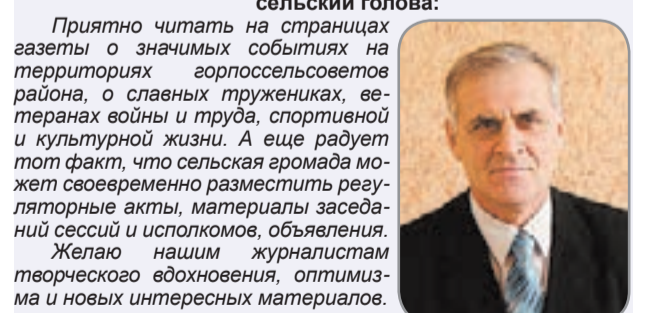 сельский голова:
Приятно читать на страницах
газеты о значимых событиях на
территориях горпоссельсоветов
района, о славных тружениках, ве-
теранах войны и труда, спортивной
и культурной жизни. А еще радует
тот факт, что сельская громада мо-
жет своевременно разместить регу-
ляторные акты, материалы заседа-
ний сессий и исполкомов, объявления.
Желаю нашим журналистам
творческого вдохновения, оптимиз-
ма и новых интересных материалов.